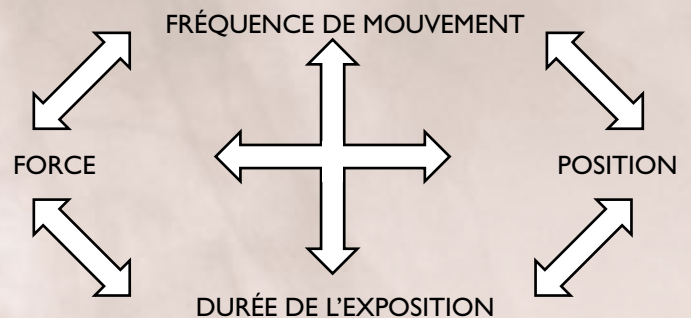 FRÉQUENCE DE MOUVEMENT
FORCE
POSITION
DURÉE DE L'EXPOSITION